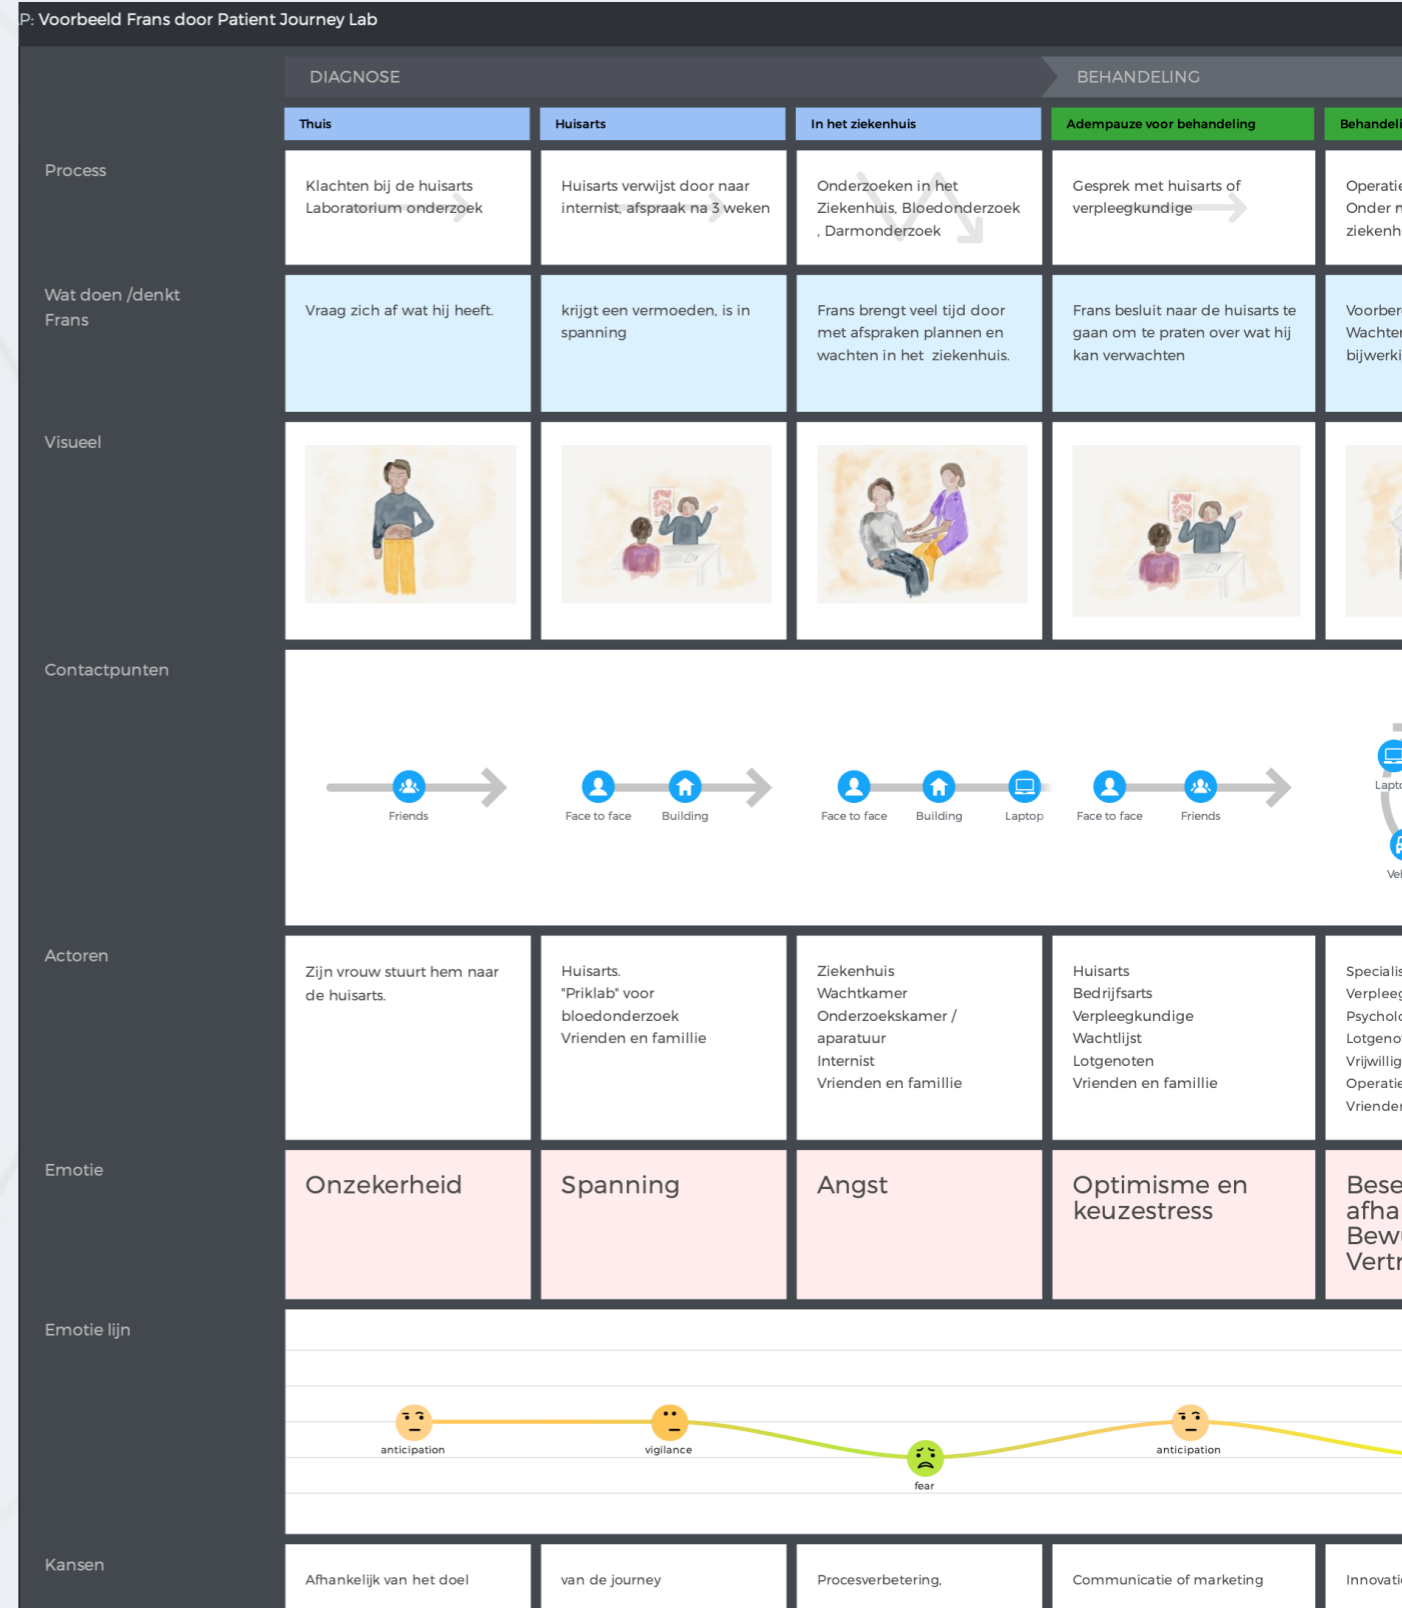 P: Voorbeeld Frans door Patient Journey Lab
DIAGNOSE
BEHANDELING
Thuis
Huisarts
In het ziekenhuis
Adempauze voor behandeling
Process
Klachten bij de huisarts
Laboratorium onderzoek
Huisarts verwijst door naar
internist, afspraak na 3 weken
Onderzoeken in het
Ziekenhuis, Bloedonderzoek
, Darmonderzoek
Gesprek met huisarts of
verpleegkundige
Onder
Wat doen /denkt
Frans
Vraag zich af wat hij heeft.
krijgt een vermoeden, is in
spanning
Frans brengt veel tijd door
met afspraken plannen en
wachten in het ziekenhuis.
Frans besluit naar de huisarts te
gaan om te praten over wat hij
kan verwachten
Visueel
Contactpunten
Friends
Face to face
Building
Face to face
Building
Laptop
Face to face
Friends
Actoren
Zijn vrouw stuurt hem naar
de huisarts.
Huisarts.
"Priklab" voor
bloedonderzoek
Vrienden en famillie
Ziekenhuis
Wachtkamer
Onderzoekskamer /
aparatuur
Internist
Vrienden en famillie
Huisarts
Bedrijfsarts
Verpleegkundige
Wachtlijst
Lotgenoten
Vrienden en famillie
Emotie
Onzekerheid
Spanning
Angst
Optimisme en
keuzestress
Emotie lijn
anticipation
vigilance
fear
anticipation
Kansen
Afhankelijk van het doel
van de journey
Procesverbetering,
Communicatie of marketing